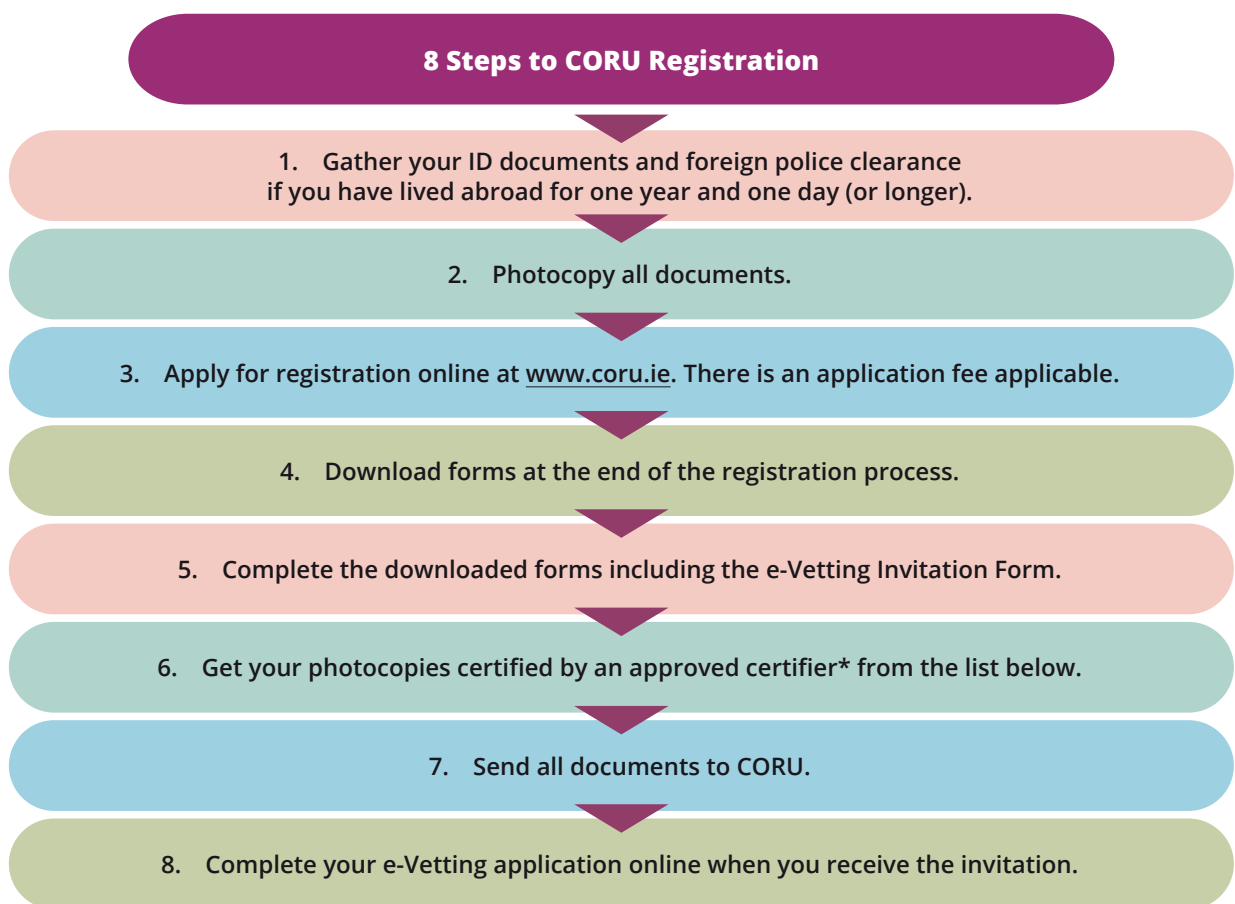 8 Steps to CORU Registration
1. Gather your ID documents and foreign police clearance
if you have lived abroad for one year and one day (or longer).
2. Photocopy all documents.
3. Apply for registration online at www.coru.ie. There is an application fee applicable.
4. Download forms at the end of the registration process.
5. Complete the downloaded forms including the e-Vetting Invitation Form.
6. Get your photocopies certified by an approved certifier* from the list below.
7. Send all documents to CORU.
8. Complete your e-Vetting application online when you receive the invitation.